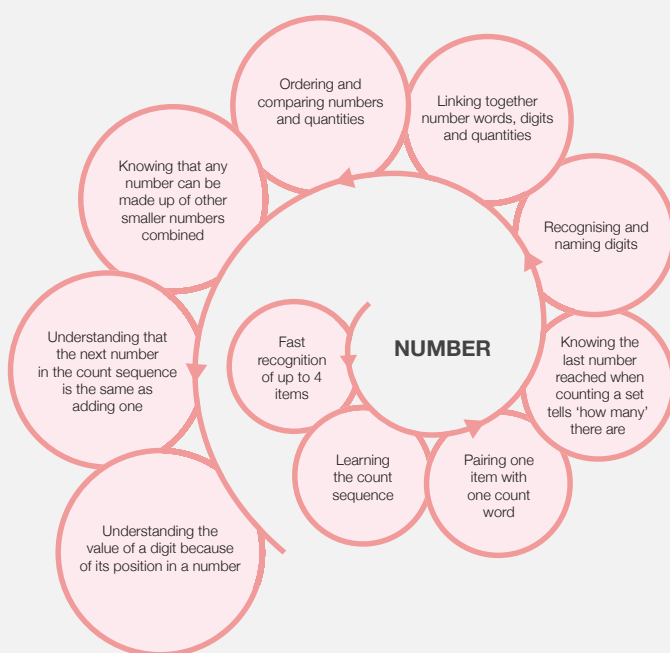 NUMBER
Fast
recognition
of up to 4
items
Learning
the count
sequence
Pairing one
item with
one count
word
Knowing the
last number
reached when
counting a set
tells ‘how many’
there are
Recognising and
naming digits
Linking together
number words, digits
and quantities
Ordering and
comparing numbers
and quantities
Knowing that any
number can be
made up of other
smaller numbers
combined
Understanding that
the next number
in the count sequence
is the same as
adding one
Understanding the
value of a digit because
of its position in a number